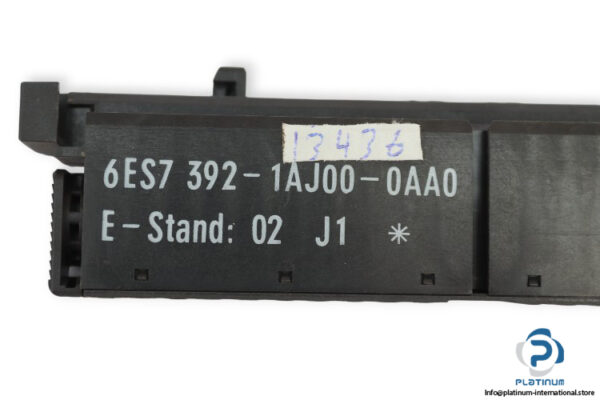 13436
6ES7 392-1AJ00-0AA0
E-Stand: 02 J1 *
PLATINUM
Info@platinum-international.store